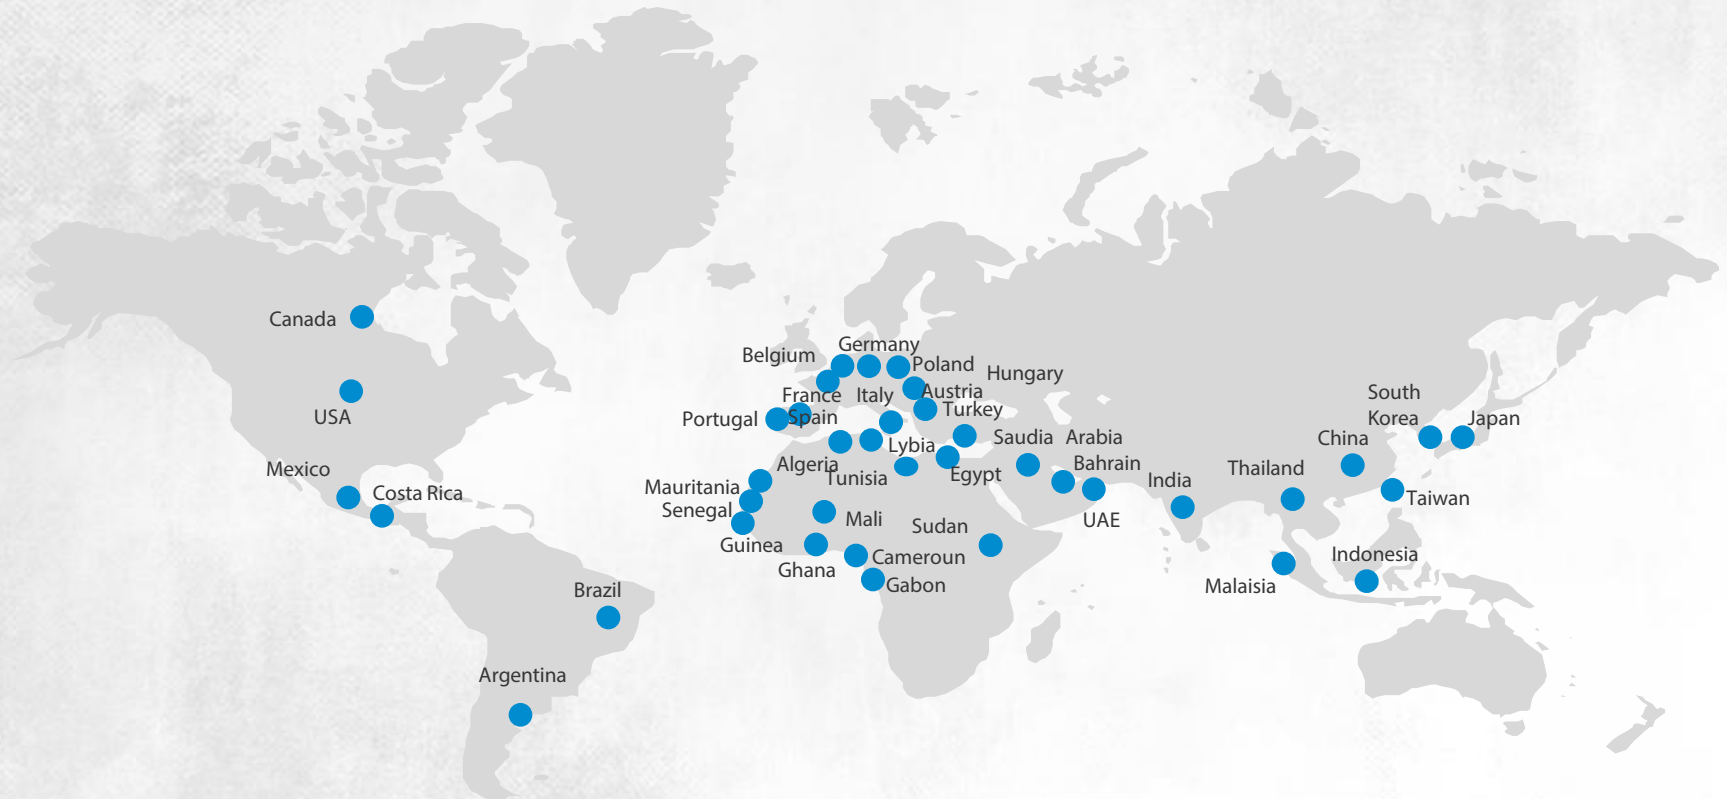 Canada
USA
Mexico
Costa Rica
Brazil
Argentina
Belgium
Germany
Poland
Hungary
France
Italy
Austria
Turkey
Portugal
Spain
Lybia
Saudia Arabia
Algeria
Tunisia
Egypt
Bahrain
UAE
Mauritania
Senegal
Guinea
Mali
Sudan
Ghana
Cameroun
Gabon
India
Thailand
China
South
Korea
Japan
Taiwan
Malaisia
Indonesia